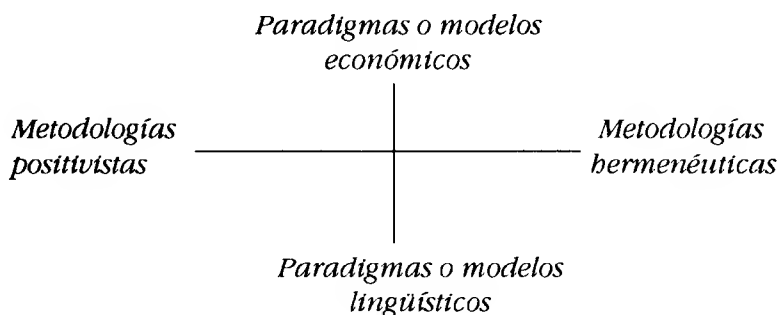 Paradigmas o modelos
económicos
Metodologías
positivistas
Metodologías
hermenéuticas
Paradigmas o modelos
lingüísticos